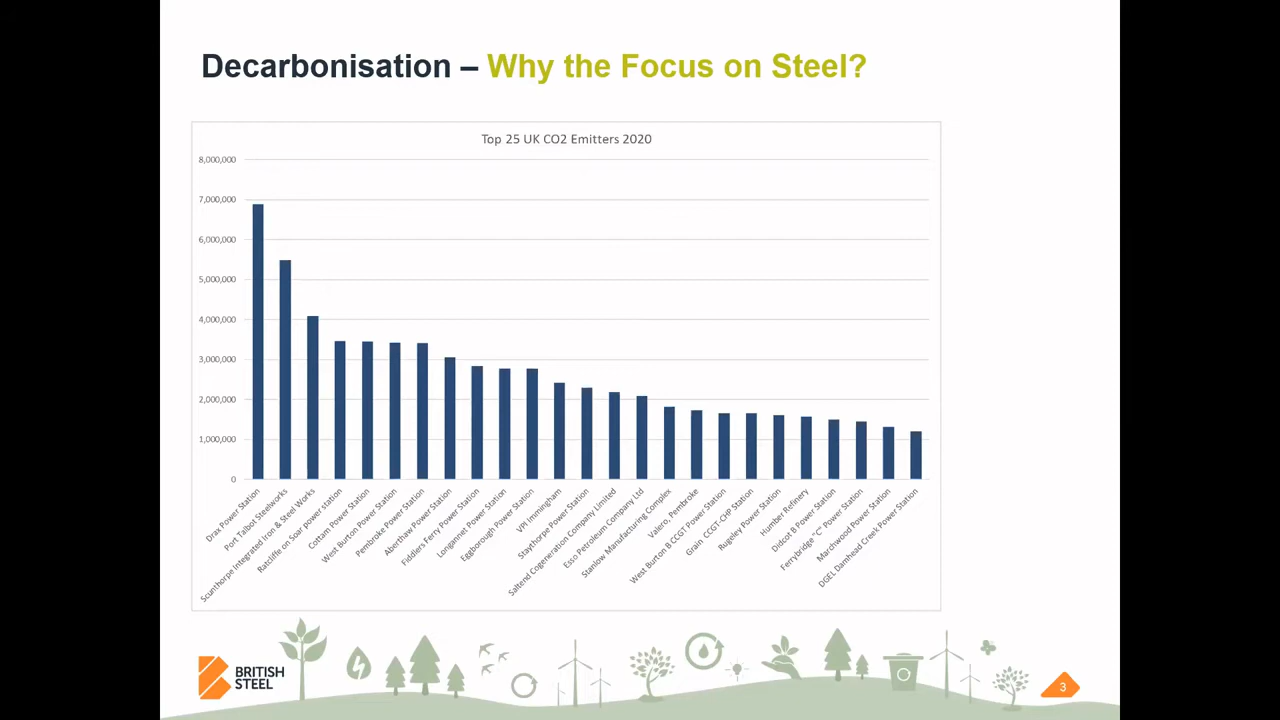 Decarbonisation – Why the Focus on Steel?
Top 25 UK CO2 Emitters 2020
8,000,000
7,000,000
6,000,000
5,000,000
4,000,000
3,000,000
2,000,000
1,000,000
0
Drax Power Station
Port Talbot Steelworks
Scunthorpe Integrated Iron & Steel Works
Ratcliffe on Soar power station
Cottam Power Station
West Burton Power Station
Pembroke Power Station
Aberthaw Power Station
Fiddlers Ferry Power Station
Longannet Power Station
Eggborough Power Station
VPI Immingham
Staythorpe Power Station
Saltend Cogeneration Company Limited
Esso Petroleum Company Ltd
Stanlow Manufacturing Complex
Valero, Pembroke
West Burton B CCGT Power Station
Grain CCGT-CHP Station
Rugeley Power Station
Humber Refinery
Didcot B Power Station
Ferrybridge "C" Power Station
Marchwood Power Station
DGEL Damhead Creek Power Station
BRITISH
STEEL
3